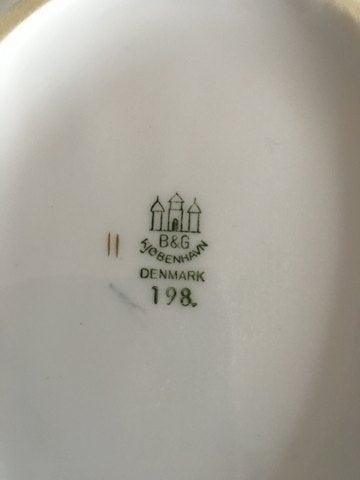 B&G
KJØBENHAVN
DENMARK
198.